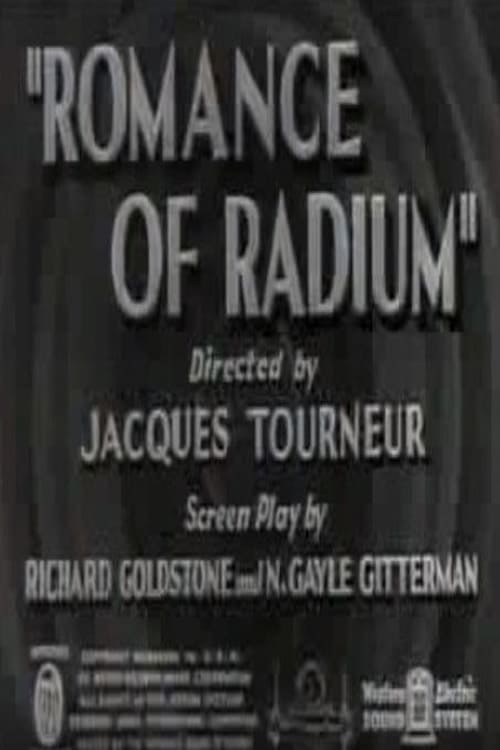 "ROMANCE
OF RADIUM"
Directed by
JACQUES TOURNEUR
Screen Play by
RICHARD GOLDSTONE and N. GAYLE GITTERMAN
Western Electric
SOUND SYSTEM